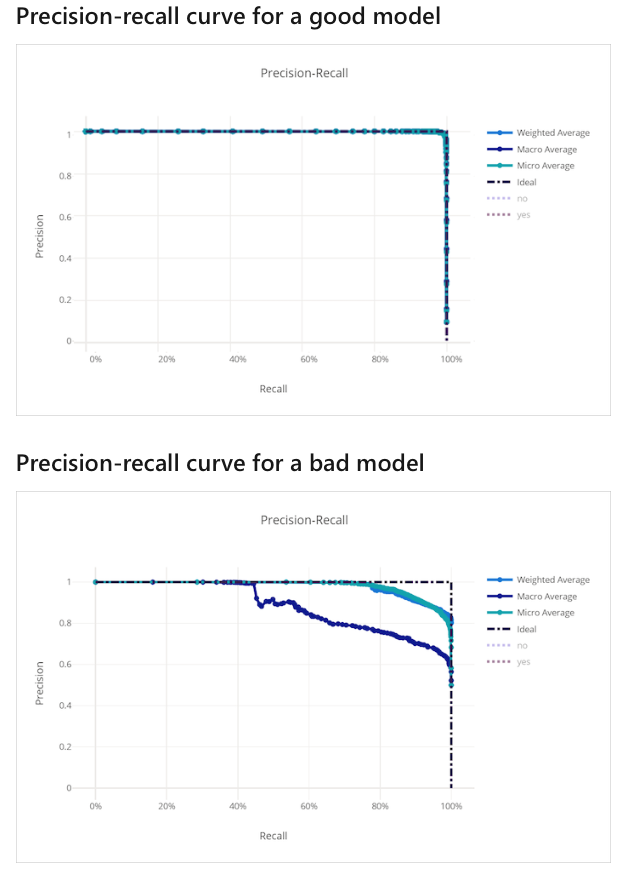 Precision-recall curve for a good model
Precision-Recall
1
0.8
0.6
0.4
0.2
0
Precision
0%
20%
40%
60%
80%
100%
Recall
Weighted Average
Macro Average
Micro Average
Ideal
no
yes
Precision-recall curve for a bad model
Precision-Recall
1
0.8
0.6
0.4
0.2
0
Precision
0%
20%
40%
60%
80%
100%
Recall
Weighted Average
Macro Average
Micro Average
Ideal
no
yes